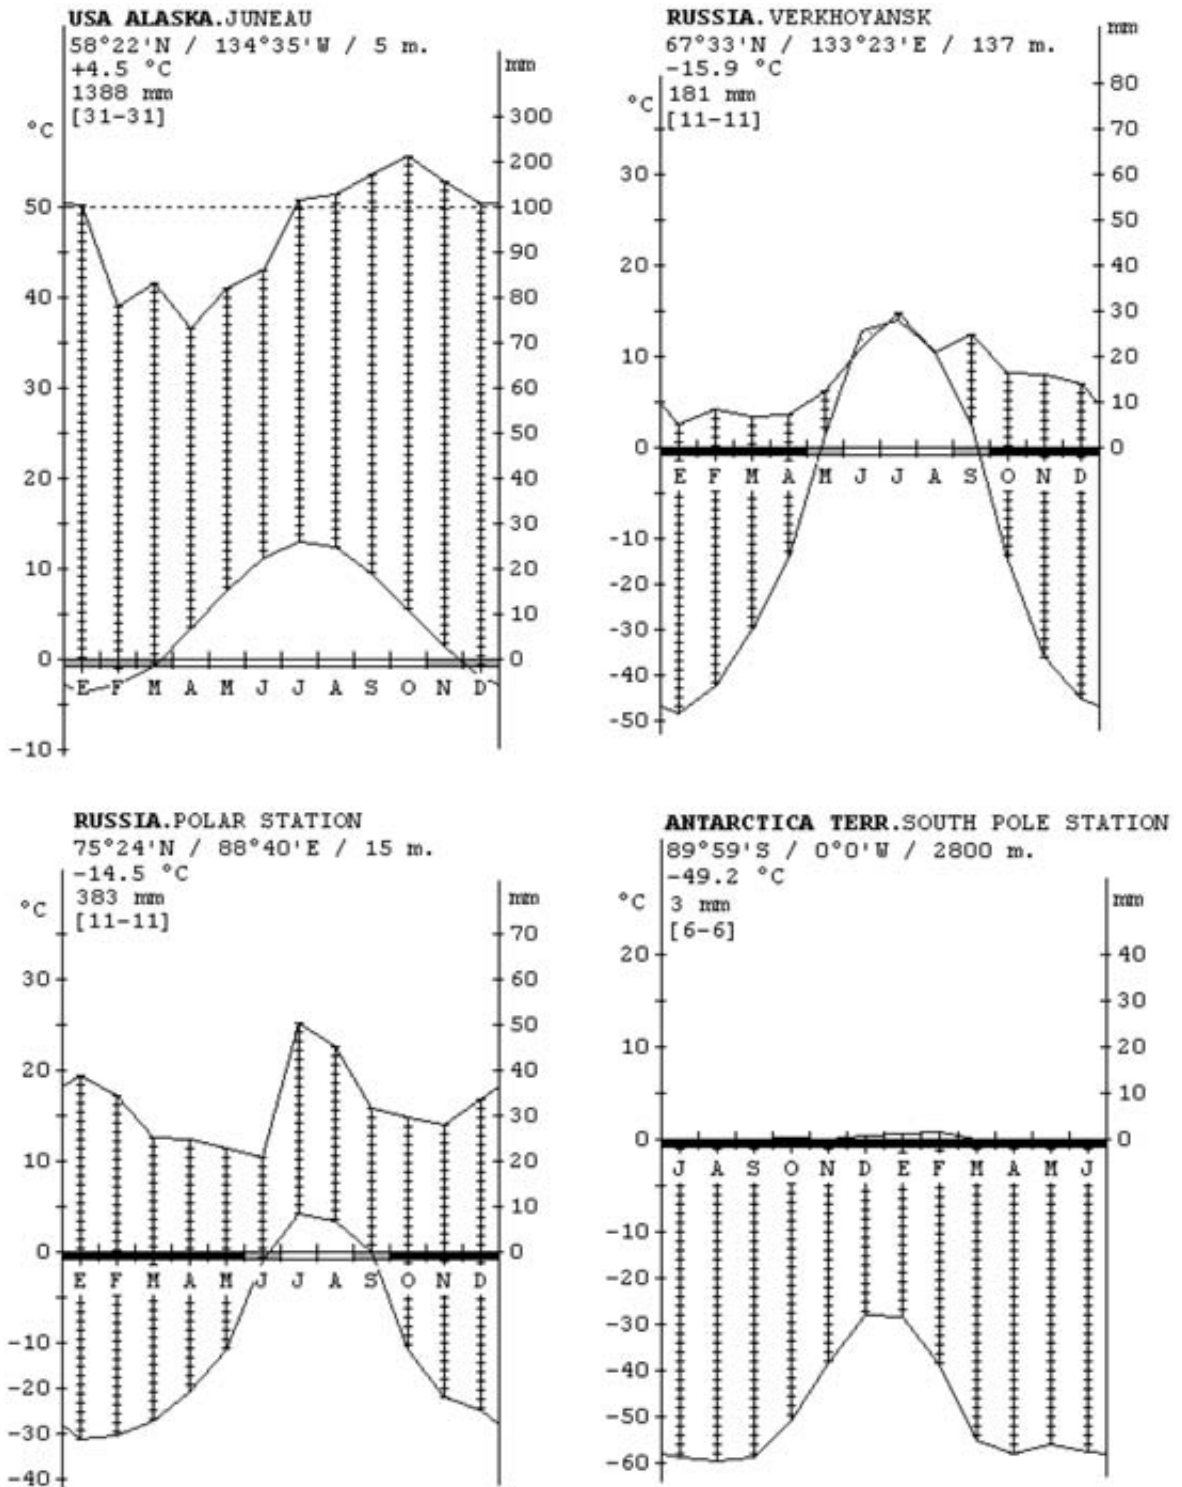 USA ALASKA.JUNEAU
58°22'N / 134°35'W / 5 m.
+4.5 °C
1388 mm
[31-31]
°C
mm
300
200
50
100
90
40
80
70
30
60
50
20
40
30
10
20
10
0
0
E F M A M J J A S O N D
-10
RUSSIA.VERKHOYANSK
67°33'N / 133°23'E / 137 m.
-15.9 °C
181 mm
[11-11]
°C
mm
80
70
30
60
50
20
40
30
10
20
10
0
0
E F M A M J J A S O N D
-10
-20
-30
-40
-50
RUSSIA.POLAR STATION
75°24'N / 88°40'E / 15 m.
-14.5 °C
383 mm
[11-11]
°C
mm
70
30
60
50
20
40
30
10
20
10
0
0
E F M A M J J A S O N D
-10
-20
-30
-40
ANTARCTICA TERR.SOUTH POLE STATION
89°59'S / 0°0'W / 2800 m.
-49.2 °C
3 mm
[6-6]
°C
mm
20
40
30
10
20
10
0
0
J A S O N D E F M A M J
-10
-20
-30
-40
-50
-60